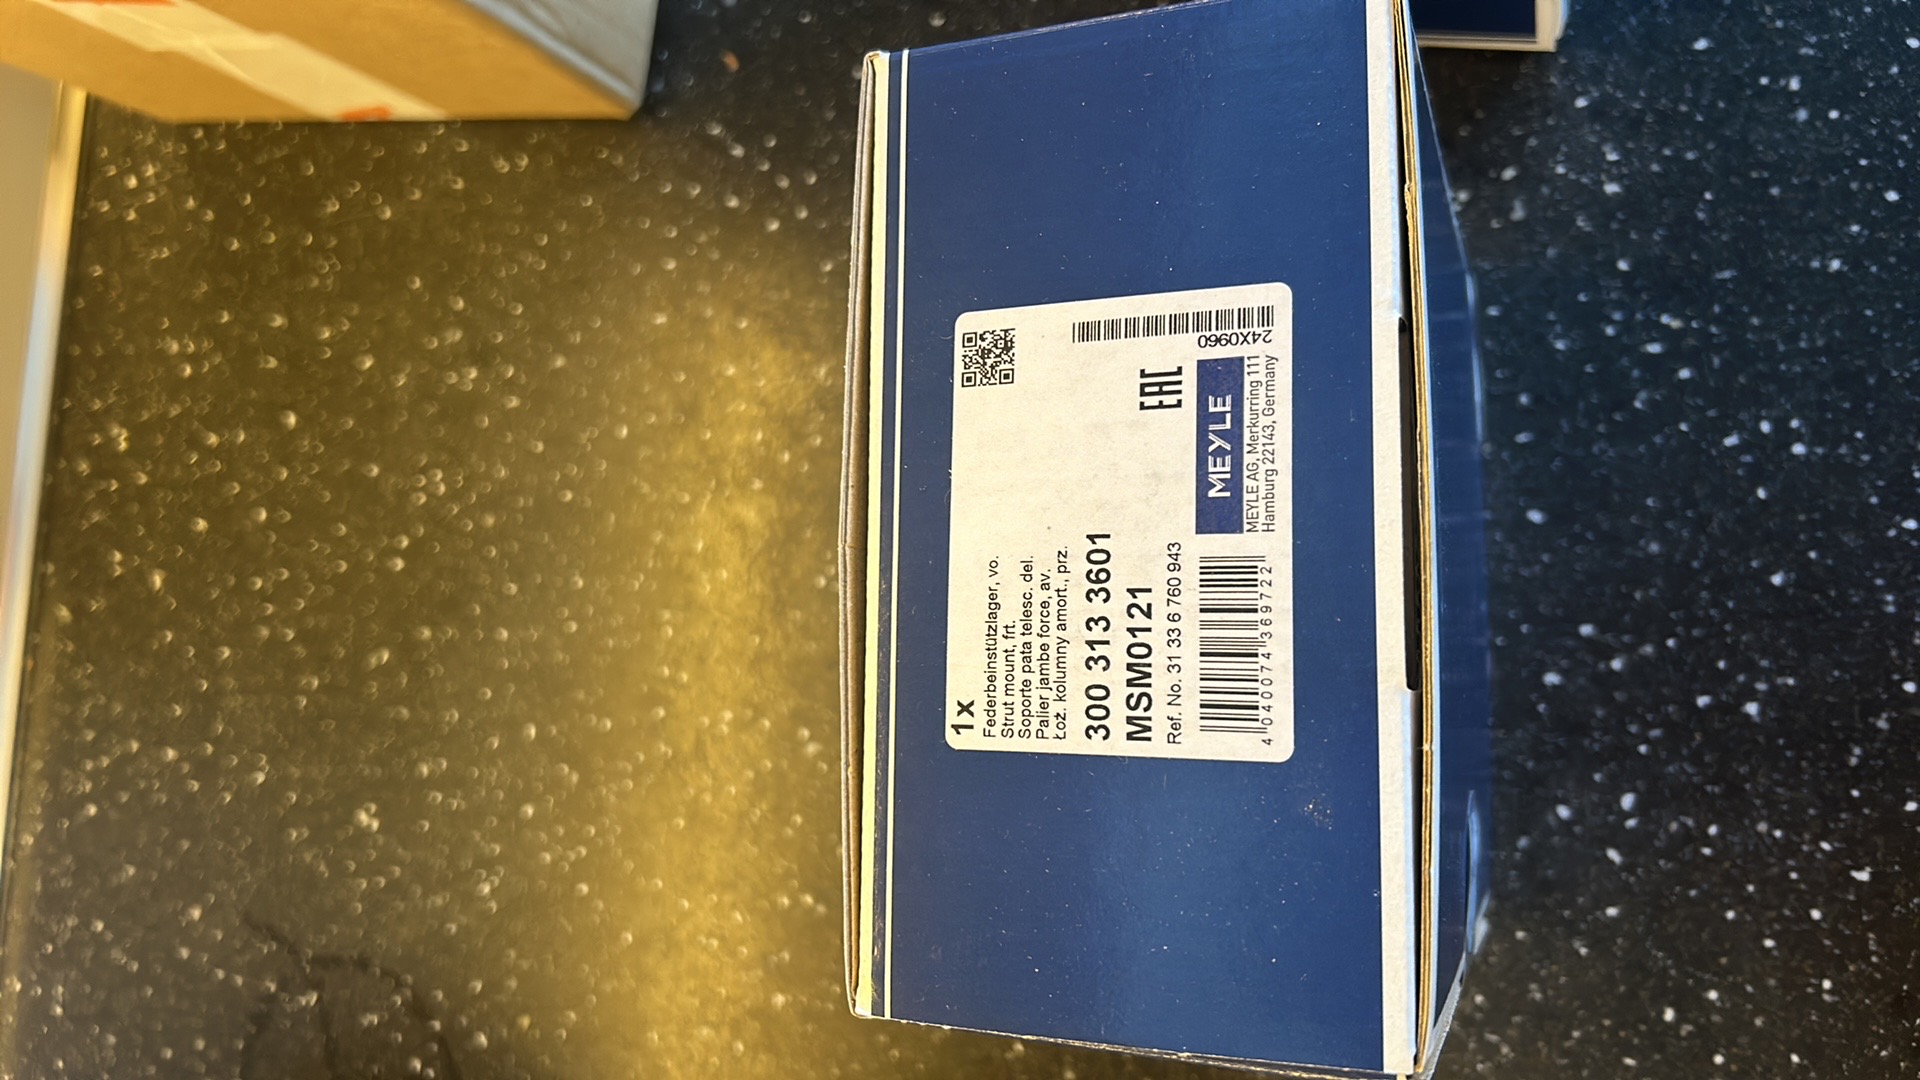 1x
Federbeinstützlager, vo.
Strut mount, frt.
Soporte pata telesc. del.
Palier jambe force, av.
Łoż. kolumny amort., prz.
300 313 3601
MSM0121
Ref. No. 31 33 6 760 943
4 040074 369722
EAC
MEYLE
MEYLE AG, Merkurring 111
Hamburg 22143, Germany
24X0960